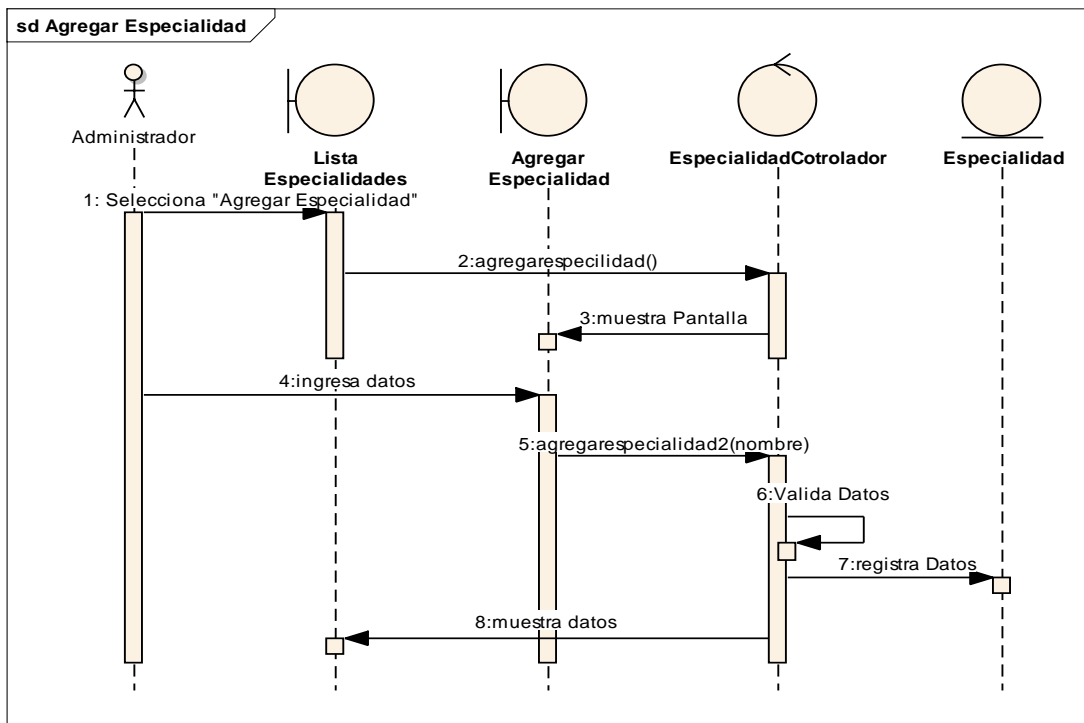 sd Agregar Especialidad
Administrador
Lista
Especialidades
Agregar
Especialidad
EspecialidadCotrolador
Especialidad
1: Selecciona "Agregar Especialidad"
2:agregarespecilidad()
3:muestra Pantalla
4:ingresa datos
5:agregarespecialidad2(nombre)
6:Valida Datos
7:registra Datos
8:muestra datos